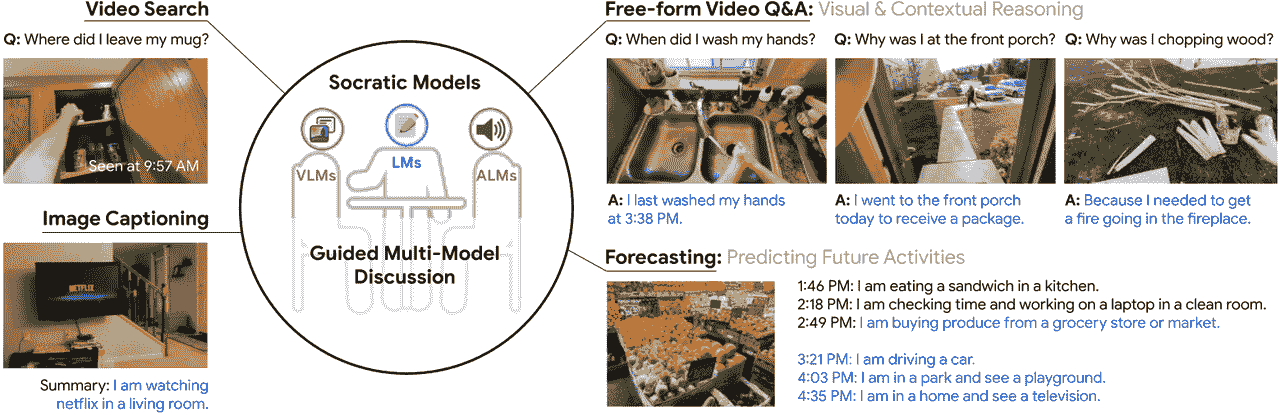 Video Search
Q: Where did I leave my mug?
Seen at 9:57 AM
Image Captioning
NETFLIX
Summary: I am watching
netflix in a living room.
Socratic Models
VLMs
LMs
ALMs
Guided Multi-Model
Discussion
Free-form Video Q&A: Visual & Contextual Reasoning
Q: When did I wash my hands?
A: I last washed my hands
at 3:38 PM.
Q: Why was I at the front porch?
A: I went to the front porch
today to receive a package.
Q: Why was I chopping wood?
A: Because I needed to get
a fire going in the fireplace.
Forecasting: Predicting Future Activities
1:46 PM: I am eating a sandwich in a kitchen.
2:18 PM: I am checking time and working on a laptop in a clean room.
2:49 PM: I am buying produce from a grocery store or market.
3:21 PM: I am driving a car.
4:03 PM: I am in a park and see a playground.
4:35 PM: I am in a home and see a television.